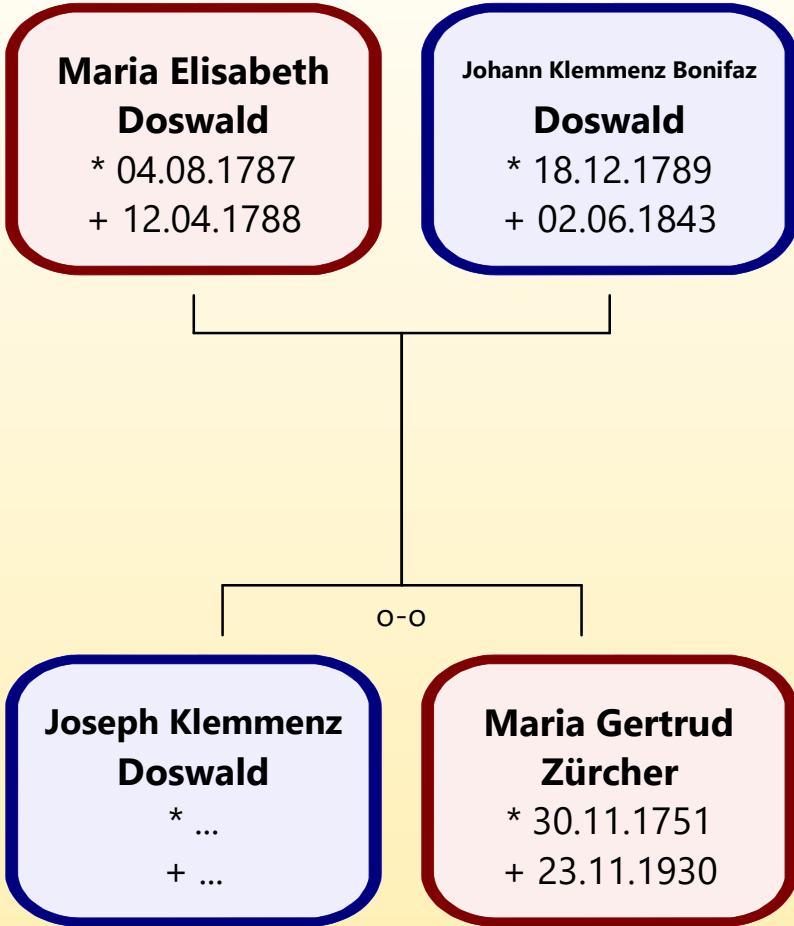 Maria Elisabeth
Doswald
* 04.08.1787
+ 12.04.1788
Johann Klemmenz Bonifaz
Doswald
* 18.12.1789
+ 02.06.1843
o-o
Joseph Klemmenz
Doswald
* ...
+ ...
Maria Gertrud
Zürcher
* 30.11.1751
+ 23.11.1930